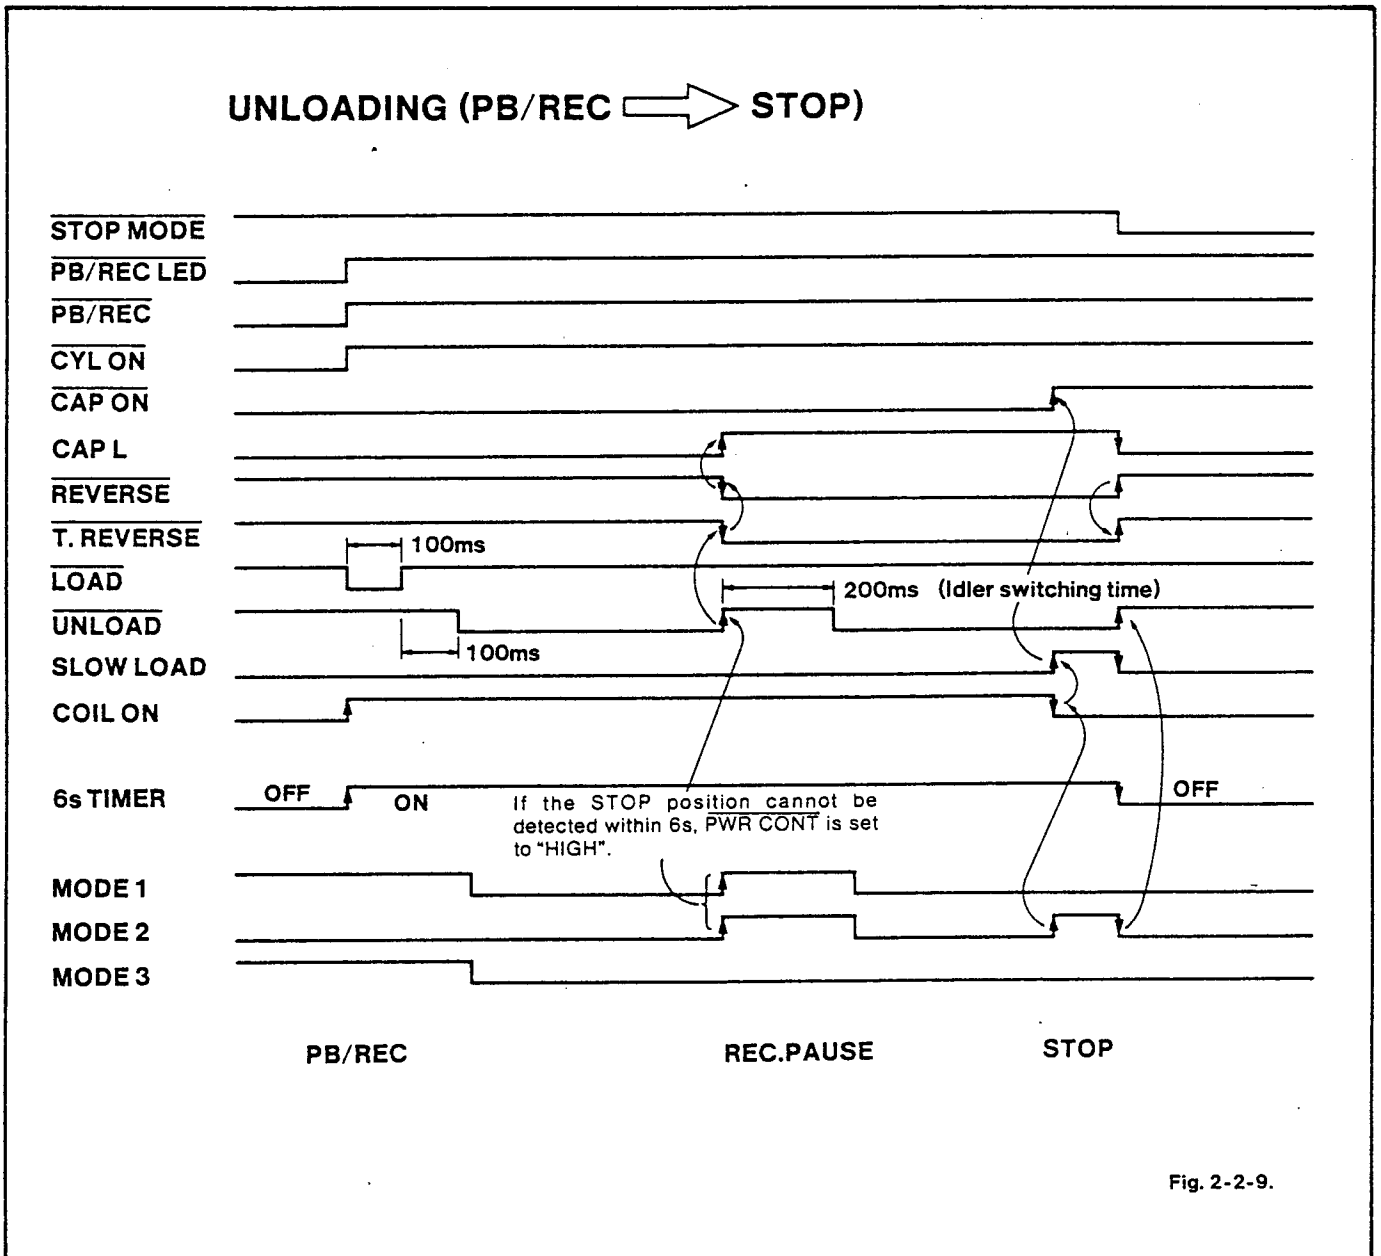 UNLOADING (PB/REC ⇒ STOP)
STOP MODE
PB/REC LED
PB/REC
CYL ON
CAP ON
CAP L
REVERSE
T. REVERSE
100ms
LOAD
200ms (Idler switching time)
UNLOAD
100ms
SLOW LOAD
COIL ON
6s TIMER
OFF
ON
OFF
If the STOP position cannot be
detected within 6s, PWR CONT is set
to "HIGH".
MODE 1
MODE 2
MODE 3
PB/REC
REC.PAUSE
STOP
Fig. 2-2-9.